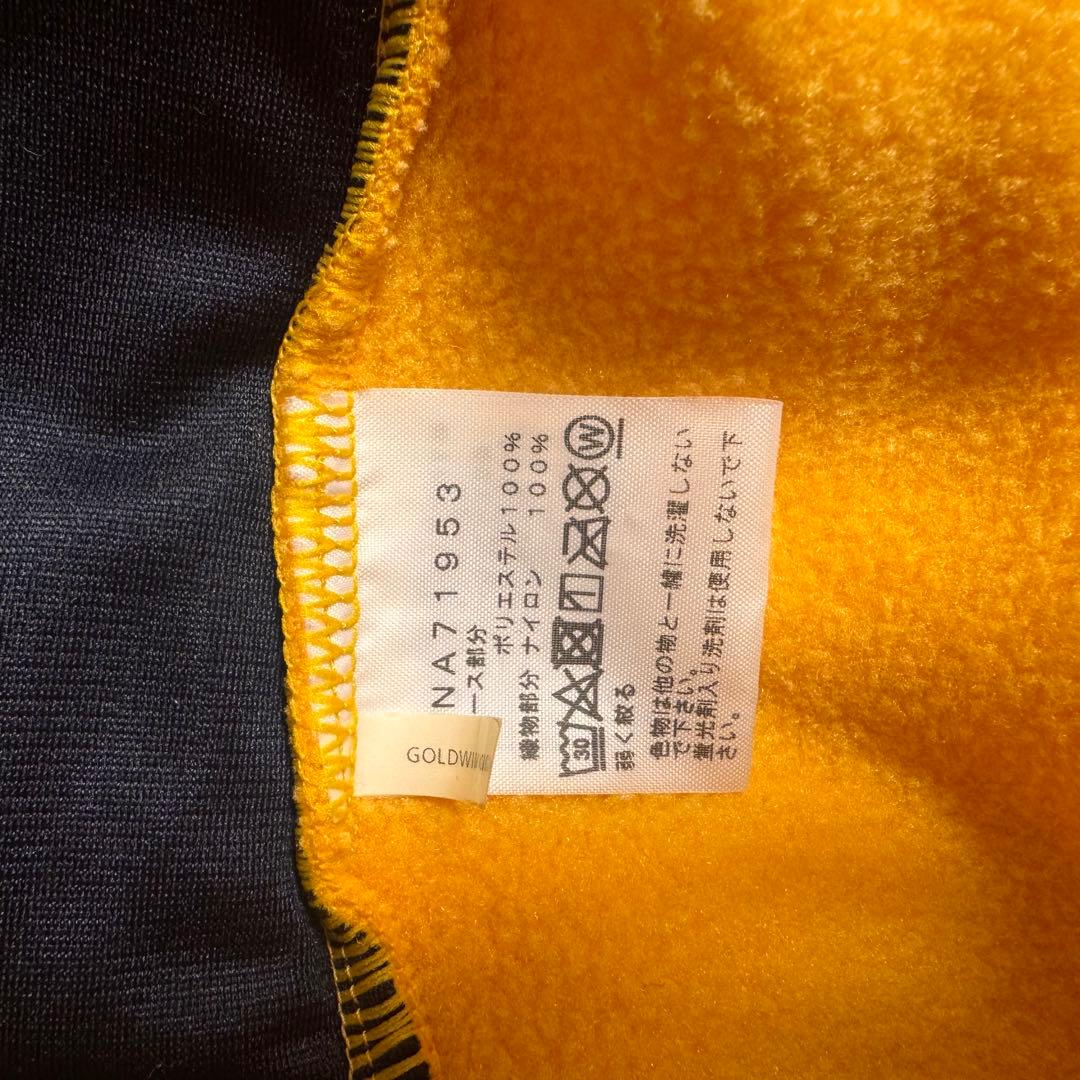 NA71953
ース部分
ポリエステル100%
織物部分 ナイロン 100%
30
W
弱く絞る
色物は他の物と一緒に洗濯しない
で下さい。
蛍光剤入り洗剤は使用しないで下
さい。
GOLDWIN